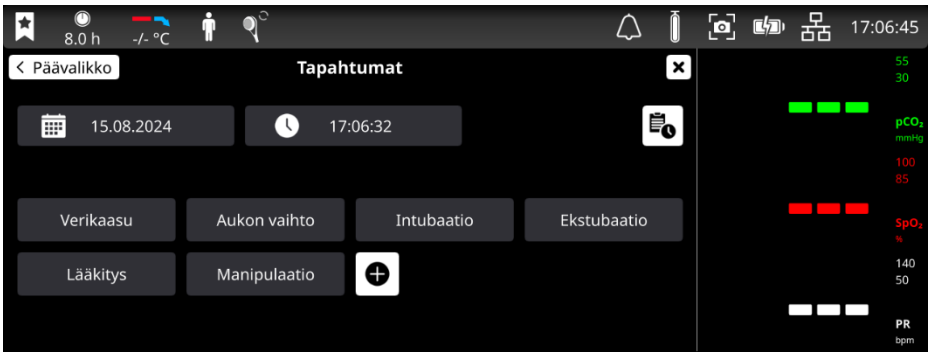 8.0 h
-/- °C
17:06:45
Päävalikko
Tapahtumat
15.08.2024
17:06:32
Verikaasu
Aukon vaihto
Intubaatio
Ekstubaatio
Lääkitys
Manipulaatio
55
30
pCO₂
mmHg
100
85
SpO₂
%
140
50
PR
bpm